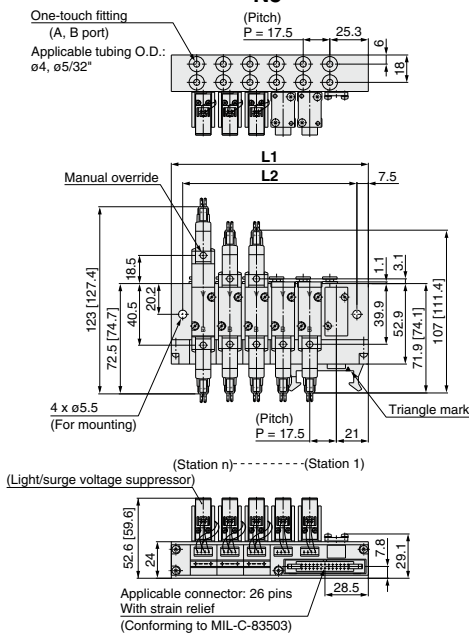 One-touch fitting
(A, B port)
Applicable tubing O.D.:
ø4, ø5/32"
(Pitch)
P = 17.5
25.3
6
18
L1
L2
7.5
Manual override
123 [127.4]
72.5 [74.7]
18.5
40.5
20.2
1.1
3.1
39.9
52.9
71.9 [74.1]
107 [111.4]
4 x ø5.5
(For mounting)
(Pitch)
P = 17.5
21
Triangle mark
(Station n)- - - - - - - - - - -(Station 1)
(Light/surge voltage suppressor)
52.6 [59.6]
24
7.8
29.1
28.5
Applicable connector: 26 pins
With strain relief
(Conforming to MIL-C-83503)